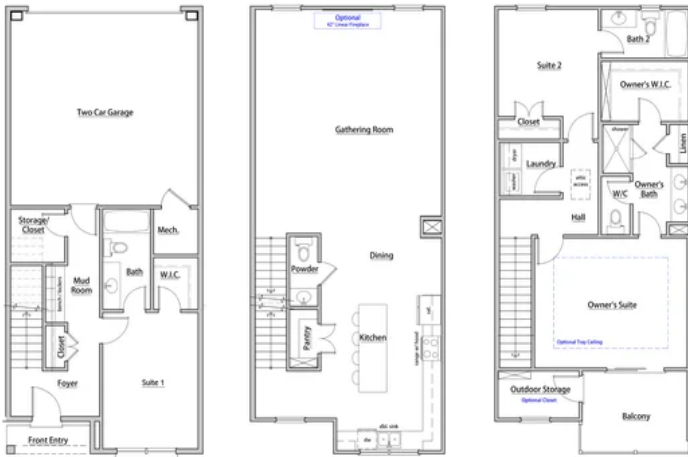 Two Car Garage
Storage/
Closet
Mech.
Mud
Room
bench / lockers
Bath
W.I.C.
Closet
Foyer
Suite 1
Front Entry
Optional
42" Linear Fireplace
Gathering Room
Dining
Powder
Pantry
Kitchen
ref.
range w/ hood
dbl. sink
dw
Bath 2
Suite 2
Owner's W.I.C.
Closet
shower
Linen
Laundry
dryer
washer
attic
access
W/C
Owner's
Bath
Hall
Owner's Suite
Optional Tray Ceiling
Outdoor Storage
Optional Closet
Balcony